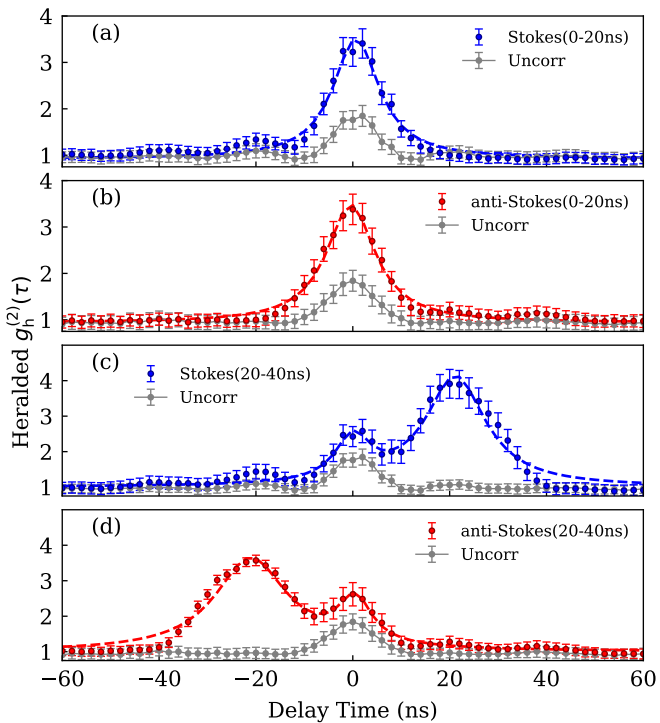 (a)
Stokes(0-20ns)
Uncorr
4
3
2
1
(b)
anti-Stokes(0-20ns)
Uncorr
4
3
2
1
(c)
Stokes(20-40ns)
Uncorr
4
3
2
1
(d)
anti-Stokes(20-40ns)
Uncorr
4
3
2
1
Heralded g_h^(2)(τ)
−60 −40 −20 0 20 40 60
Delay Time (ns)